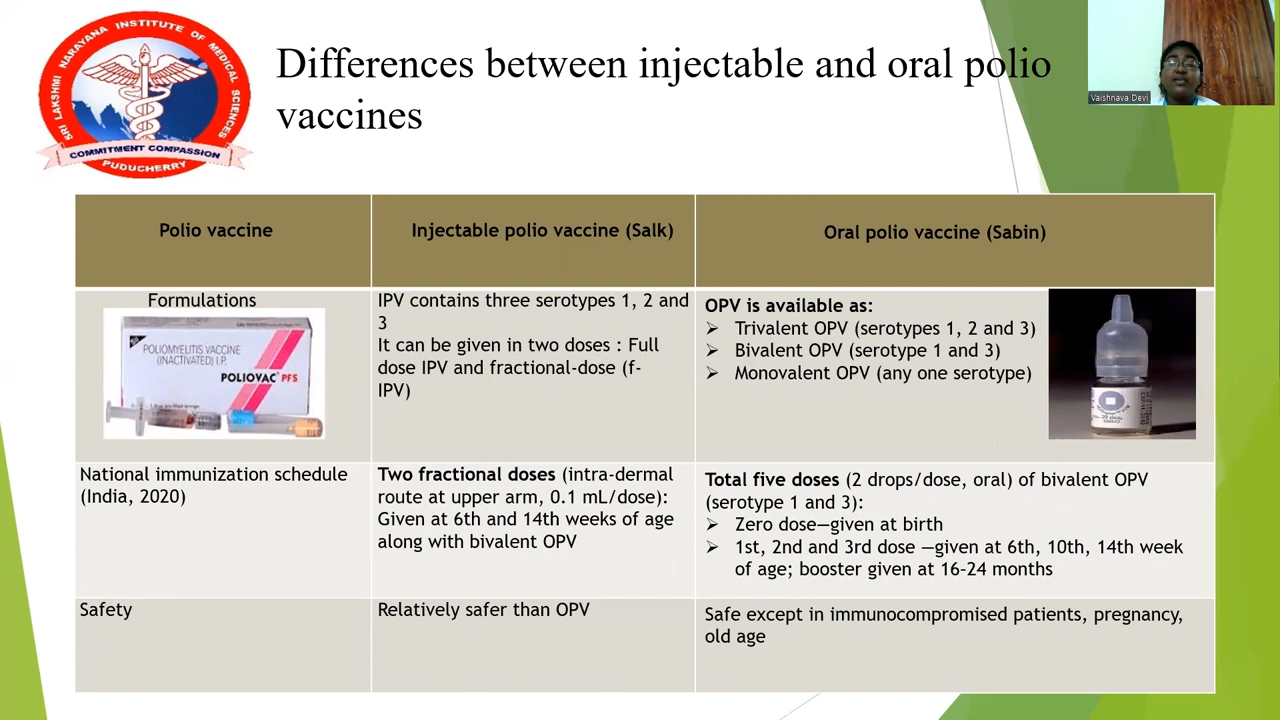 SRI LAKSHMI NARAYANA INSTITUTE OF MEDICAL SCIENCES
COMMITMENT COMPASSION
PUDUCHERRY
Differences between injectable and oral polio
vaccines
Vaishnava Devi
Polio vaccine
Injectable polio vaccine (Salk)
Oral polio vaccine (Sabin)
Formulations
POLIOMYELITIS VACCINE
(INACTIVATED) I.P.
POLIOVAC PFS
IPV contains three serotypes 1, 2 and
3
It can be given in two doses : Full
dose IPV and fractional-dose (f-
IPV)
OPV is available as:
➢ Trivalent OPV (serotypes 1, 2 and 3)
➢ Bivalent OPV (serotype 1 and 3)
➢ Monovalent OPV (any one serotype)
National immunization schedule
(India, 2020)
Two fractional doses (intra-dermal
route at upper arm, 0.1 mL/dose):
Given at 6th and 14th weeks of age
along with bivalent OPV
Total five doses (2 drops/dose, oral) of bivalent OPV
(serotype 1 and 3):
➢ Zero dose—given at birth
➢ 1st, 2nd and 3rd dose —given at 6th, 10th, 14th week
of age; booster given at 16–24 months
Safety
Relatively safer than OPV
Safe except in immunocompromised patients, pregnancy,
old age